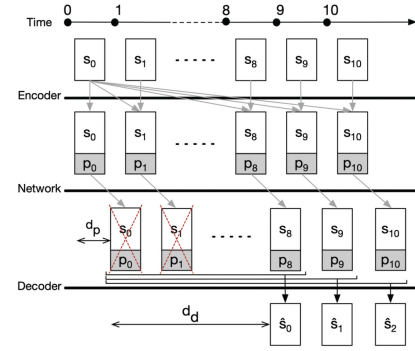 0 1 8 9 10
Time
s0 s1 ..... s8 s9 s10
Encoder
s0 s1 ..... s8 s9 s10
p0 p1 p8 p9 p10
Network
dp s0 s1 ..... s8 s9 s10
p0 p1 p8 p9 p10
Decoder
dd ŝ0 ŝ1 ŝ2